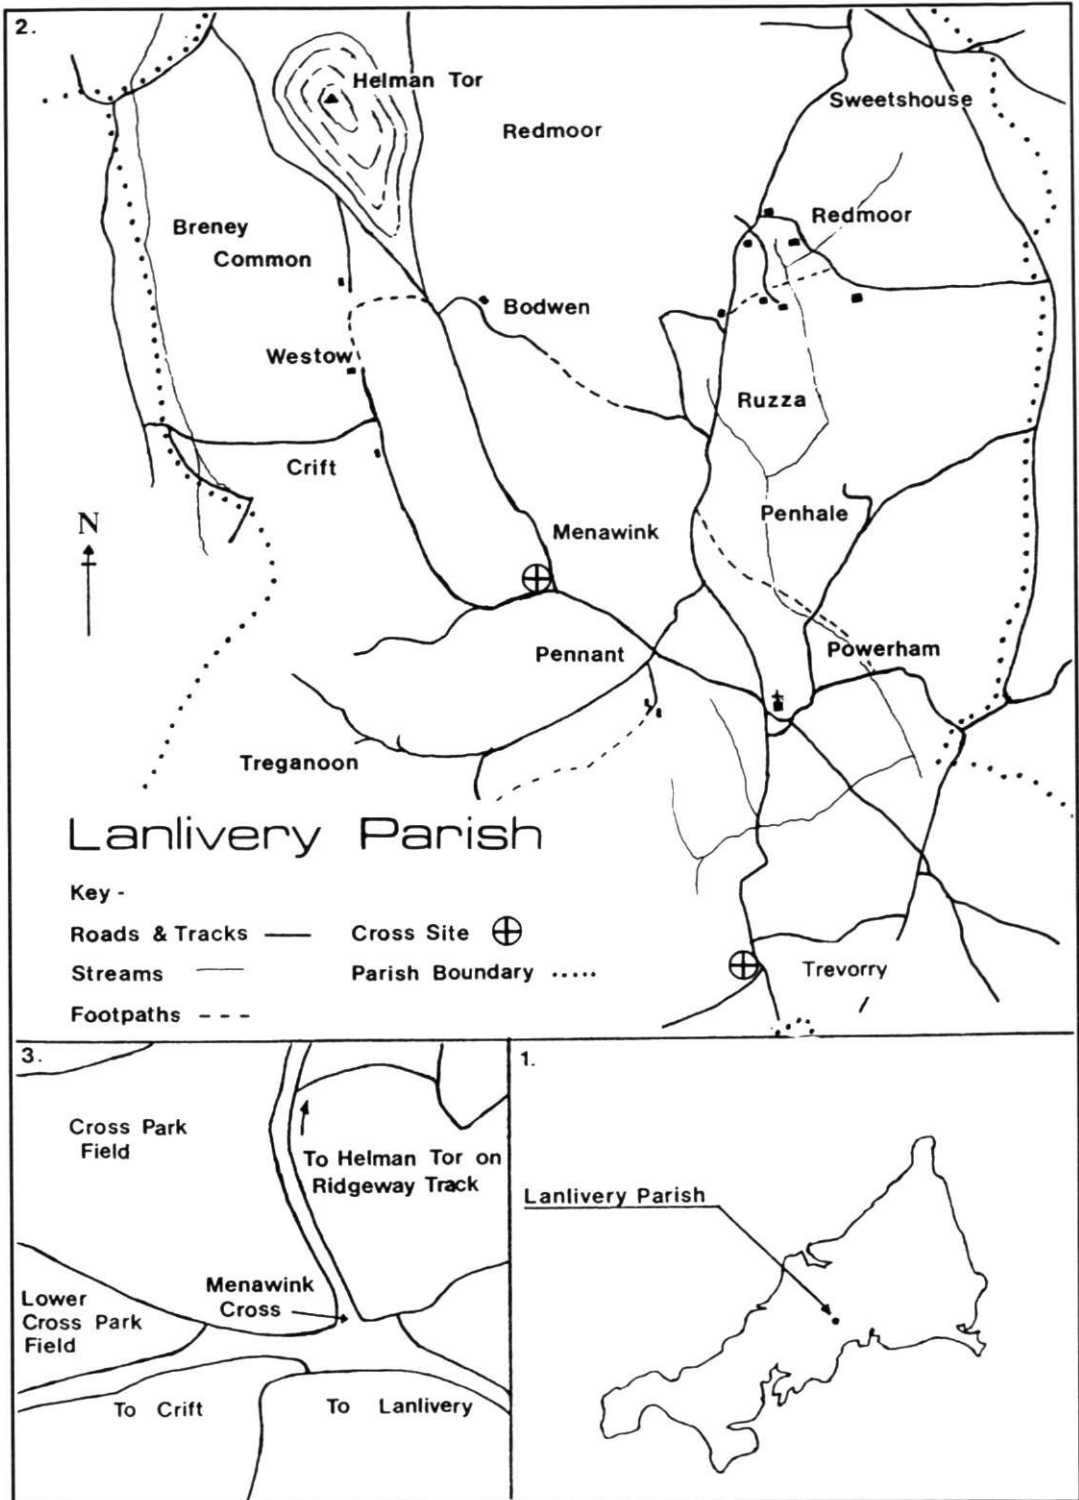 2.
Helman Tor
Redmoor
Sweetshouse
Redmoor
Breney
Common
Bodwen
Westow
Ruzza
Crift
N
Penhale
Menawink
Pennant
Powerham
Treganoon
Lanlivery Parish
Key -
Roads & Tracks
Cross Site
Streams
Parish Boundary
Footpaths
Trevorry
3.
Cross Park
Field
To Helman Tor on
Ridgeway Track
Menawink
Cross
Lower
Cross Park
Field
To Crift
To Lanlivery
1.
Lanlivery Parish